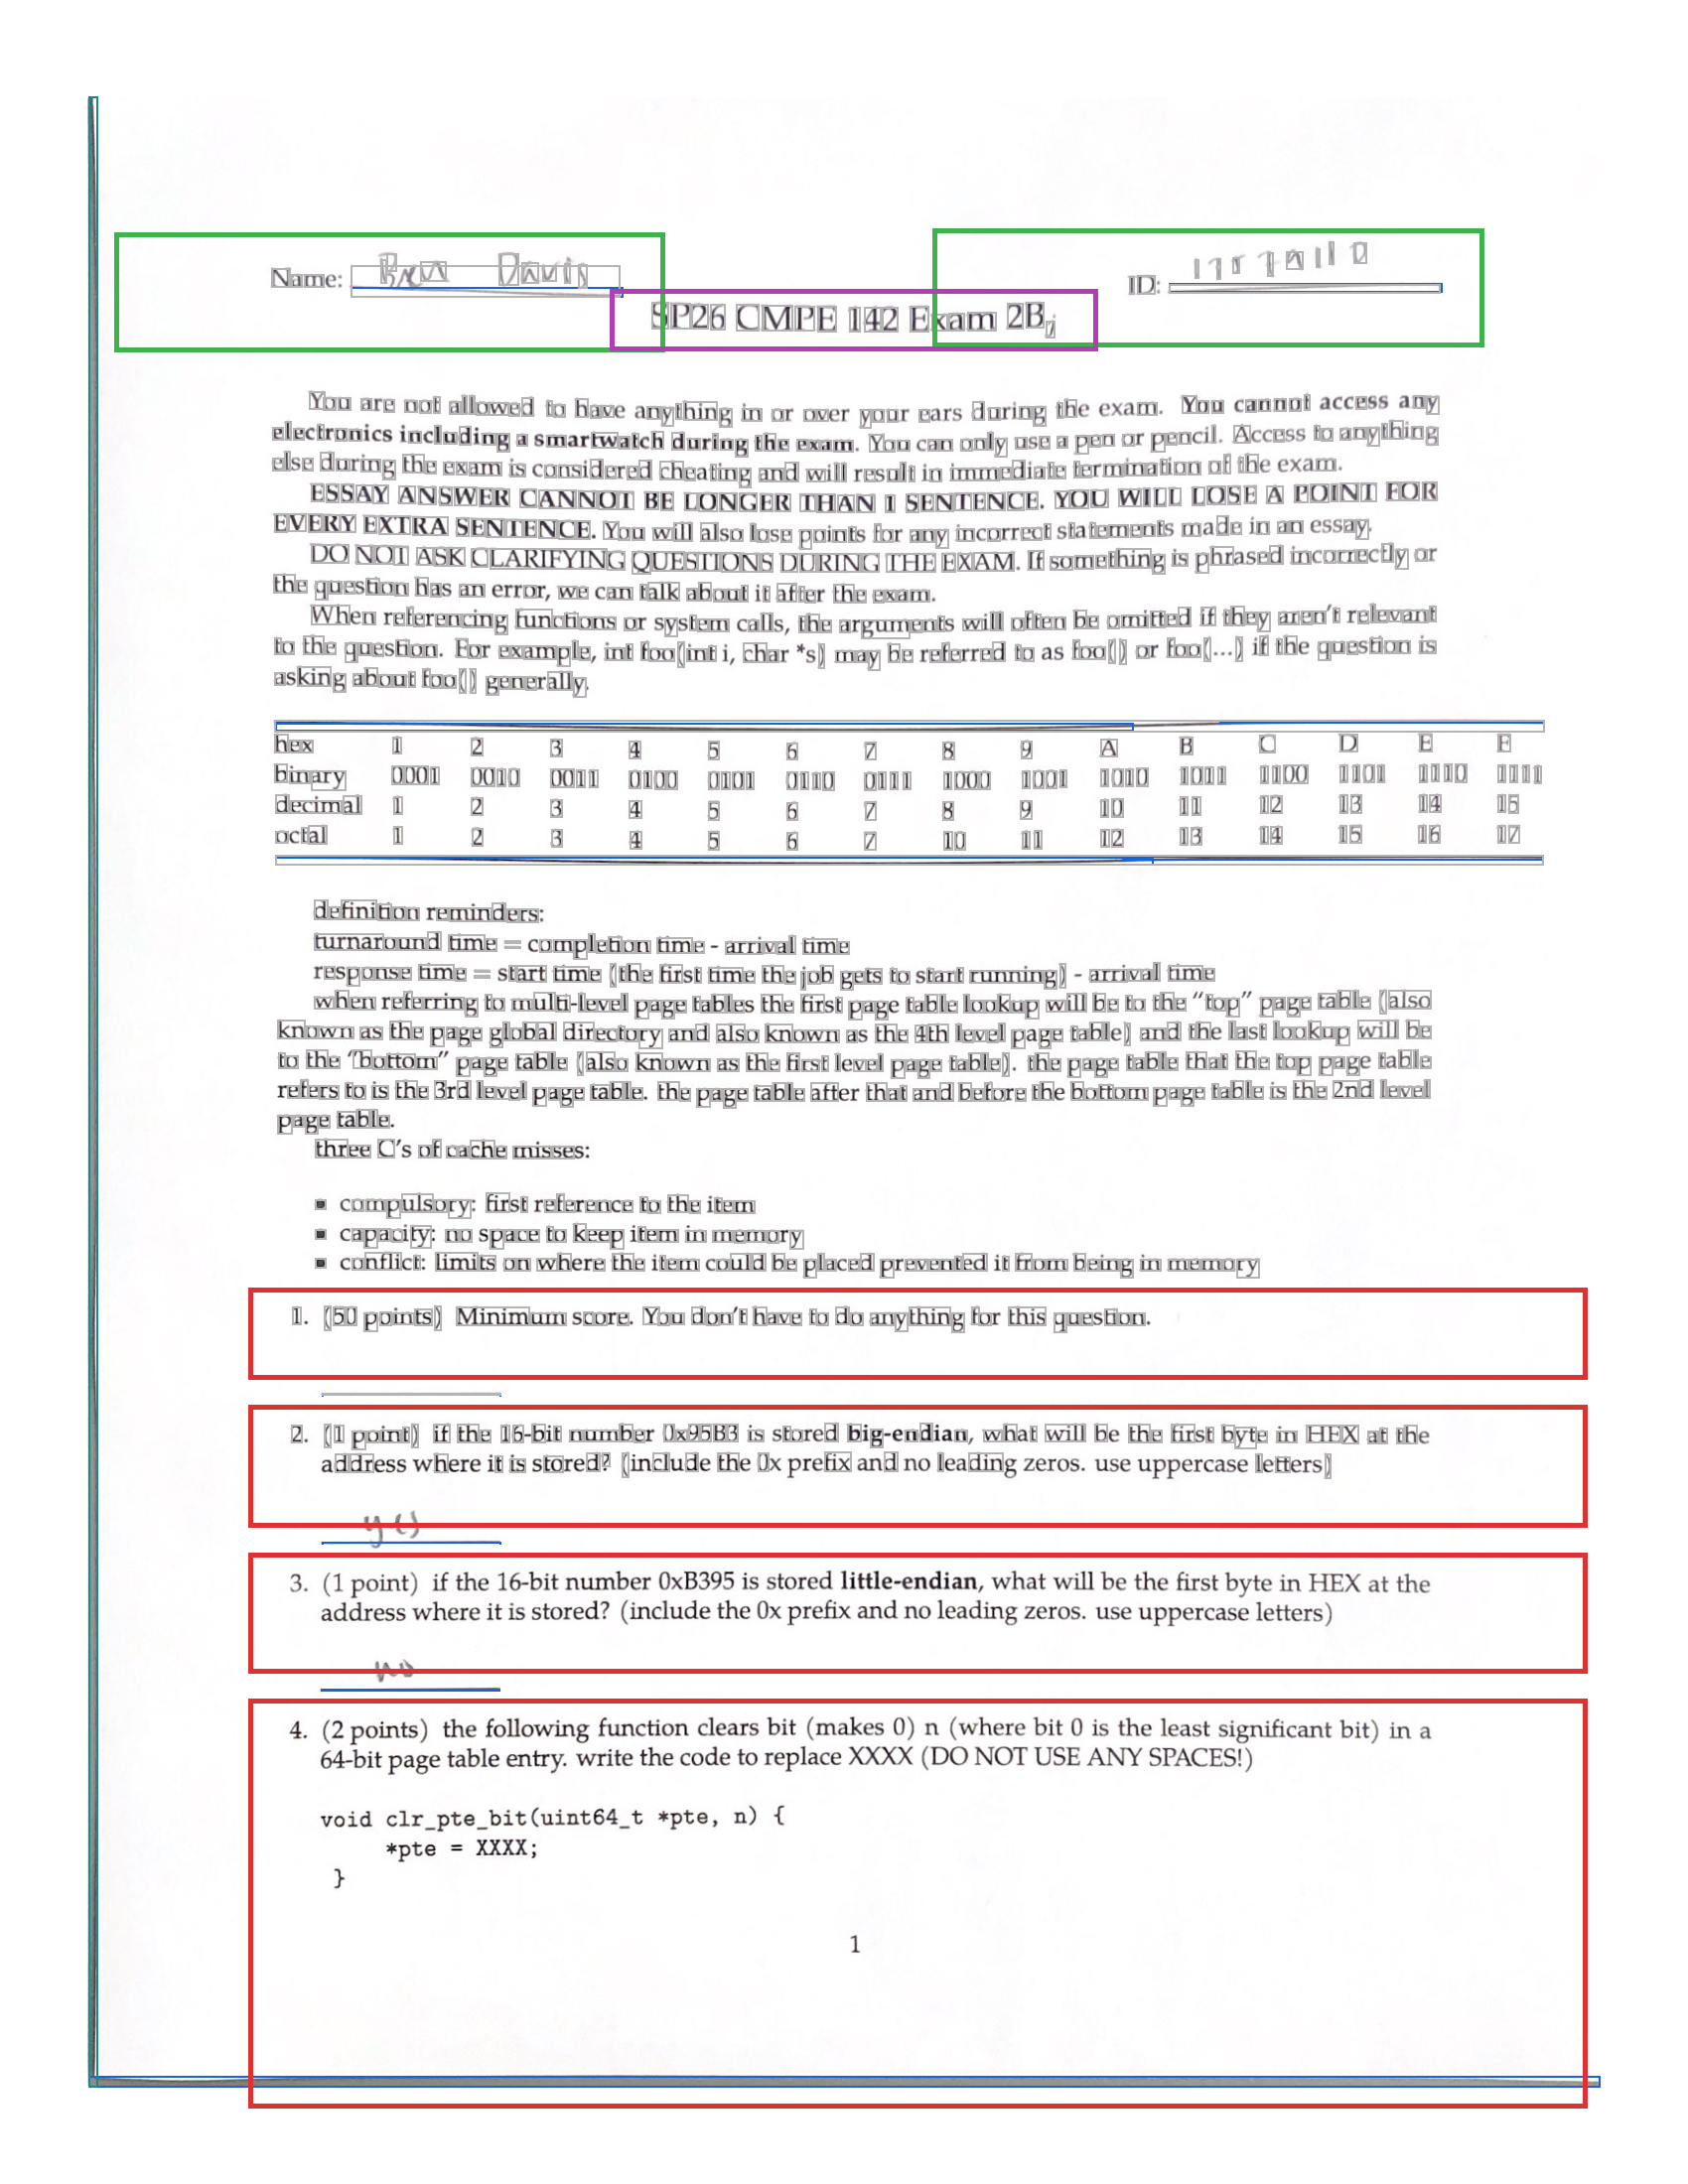 Name: Ben Davis
ID:
SP26 CMPE 142 Exam 2B
You are not allowed to have anything in or over your ears during the exam. You cannot access any
electronics including a smartwatch during the exam. You can only use a pen or pencil. Access to anything
else during the exam is considered cheating and will result in immediate termination of the exam.
ESSAY ANSWER CANNOT BE LONGER THAN 1 SENTENCE. YOU WILL LOSE A POINT FOR
EVERY EXTRA SENTENCE. You will also lose points for any incorrect statements made in an essay.
DO NOT ASK CLARIFYING QUESTIONS DURING THE EXAM. If something is phrased incorrectly or
the question has an error, we can talk about it after the exam.
When referencing functions or system calls, the arguments will often be omitted if they aren't relevant
to the question. For example, int foo(int i, char *s) may be referred to as foo() or foo(...) if the question is
asking about foo() generally.
hex 1 2 3 4 5 6 7 8 9 A B C D E F
binary 0001 0010 0011 0100 0101 0110 0111 1000 1001 1010 1011 1100 1101 1110 1111
decimal 1 2 3 4 5 6 7 8 9 10 11 12 13 14 15
octal 1 2 3 4 5 6 7 10 11 12 13 14 15 16 17
definition reminders:
turnaround time = completion time - arrival time
response time = start time (the first time the job gets to start running) - arrival time
when referring to multi-level page tables the first page table lookup will be to the "top" page table (also
known as the page global directory and also known as the 4th level page table) and the last lookup will be
to the "bottom" page table (also known as the first level page table). the page table that the top page table
refers to is the 3rd level page table. the page table after that and before the bottom page table is the 2nd level
page table.
three C's of cache misses:
▪ compulsory: first reference to the item
▪ capacity: no space to keep item in memory
▪ conflict: limits on where the item could be placed prevented it from being in memory
1. (50 points) Minimum score. You don't have to do anything for this question.
2. (1 point) if the 16-bit number 0x95B3 is stored big-endian, what will be the first byte in HEX at the
address where it is stored? (include the 0x prefix and no leading zeros. use uppercase letters)
yes
3. (1 point) if the 16-bit number 0xB395 is stored little-endian, what will be the first byte in HEX at the
address where it is stored? (include the 0x prefix and no leading zeros. use uppercase letters)
no
4. (2 points) the following function clears bit (makes 0) n (where bit 0 is the least significant bit) in a
64-bit page table entry. write the code to replace XXXX (DO NOT USE ANY SPACES!)
void clr_pte_bit(uint64_t *pte, n) {
*pte = XXXX;
}
1